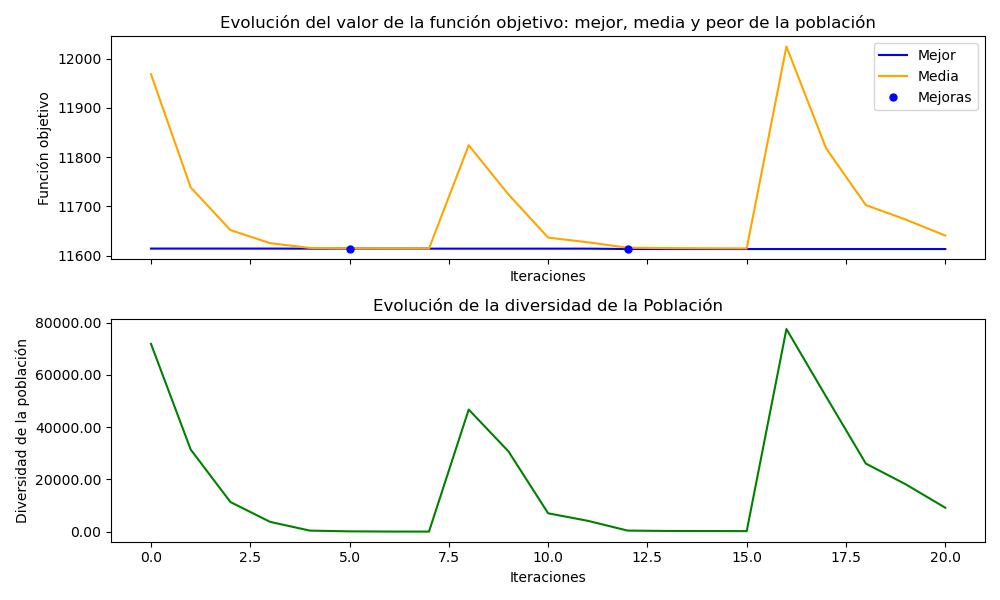 Evolución del valor de la función objetivo: mejor, media y peor de la población
Función objetivo
12000
11900
11800
11700
11600
Mejor
Media
Mejoras
Iteraciones
Evolución de la diversidad de la Población
Diversidad de la población
80000.00
60000.00
40000.00
20000.00
0.00
0.0 2.5 5.0 7.5 10.0 12.5 15.0 17.5 20.0
Iteraciones